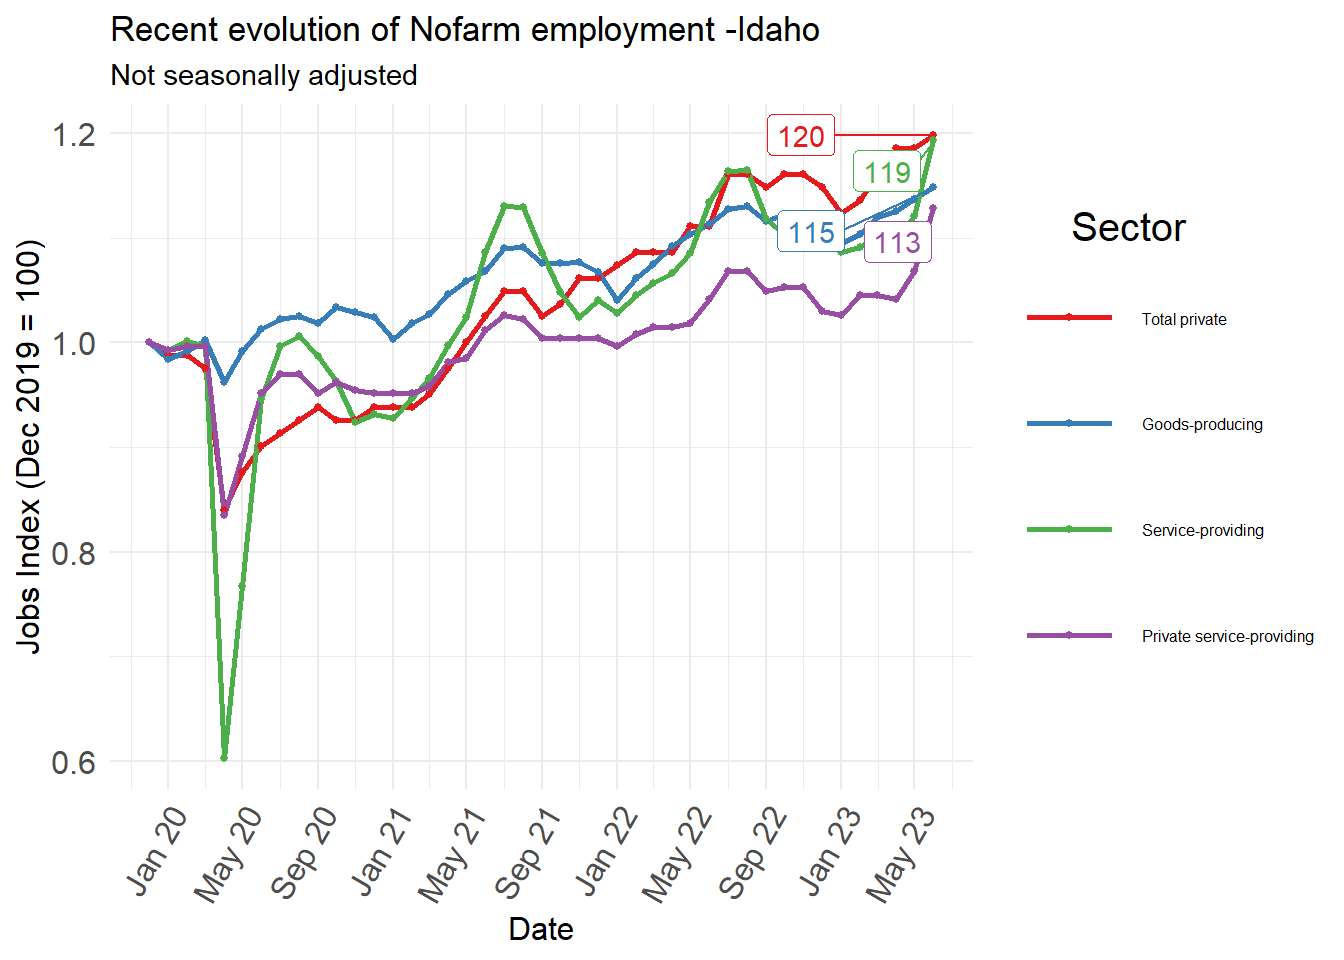 Recent evolution of Nofarm employment -Idaho
Not seasonally adjusted
Jobs Index (Dec 2019 = 100)
1.2
1.0
0.8
0.6
120
119
115
113
Jan 20
May 20
Sep 20
Jan 21
May 21
Sep 21
Jan 22
May 22
Sep 22
Jan 23
May 23
Date
Sector
Total private
Goods-producing
Service-providing
Private service-providing